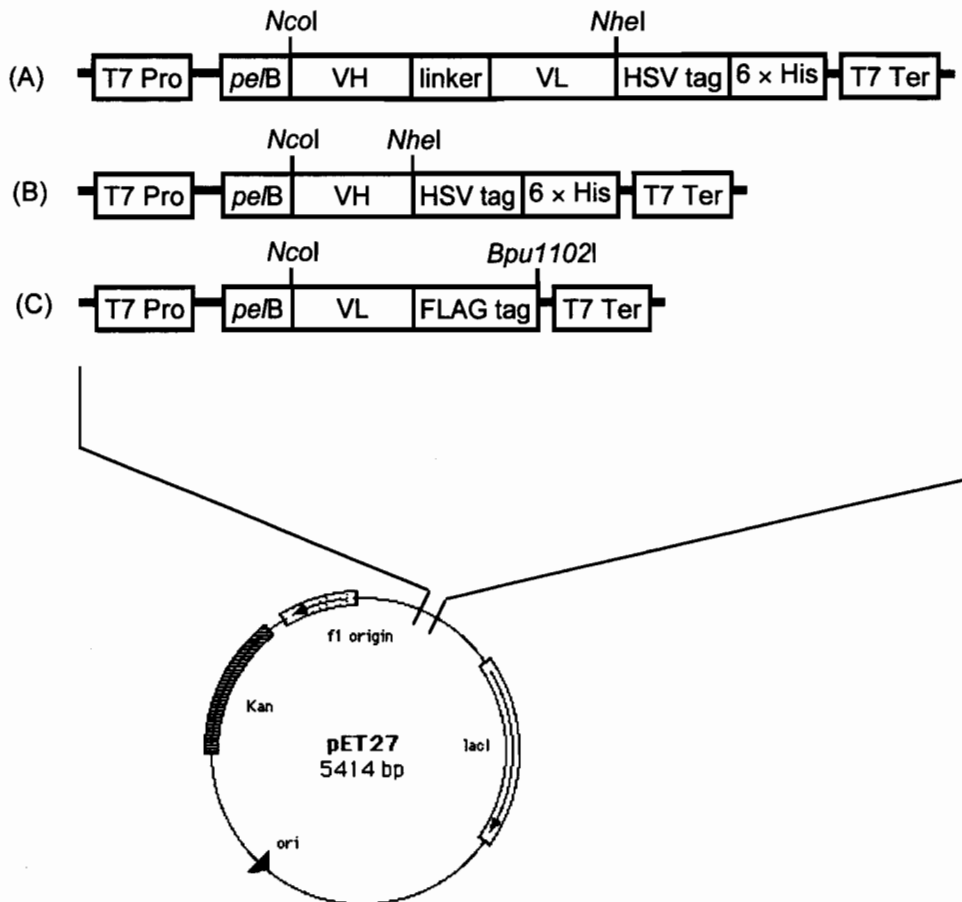 NcoI NheI
(A) T7 Pro pelB VH linker VL HSV tag 6 × His T7 Ter
NcoI NheI
(B) T7 Pro pelB VH HSV tag 6 × His T7 Ter
NcoI Bpu1102I
(C) T7 Pro pelB VL FLAG tag T7 Ter
f1 origin
Kan
lacI
pET27
5414 bp
ori